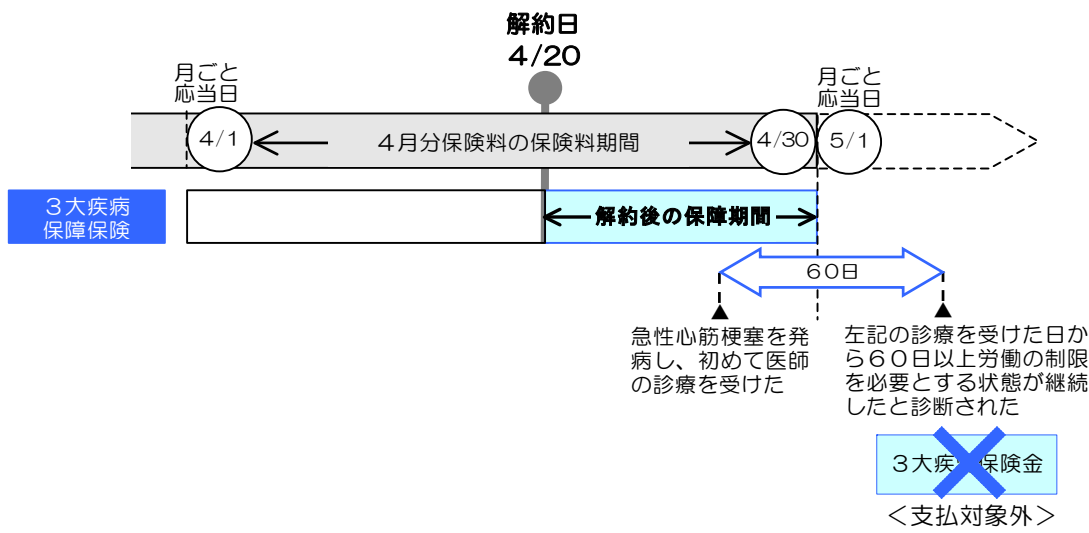 解約日
4/20
月ごと
応当日
月ごと
応当日
4/1
4月分保険料の保険料期間
4/30
5/1
3大疾病
保障保険
解約後の保障期間
60日
急性心筋梗塞を発
病し、初めて医師
の診療を受けた
左記の診療を受けた日か
ら60日以上労働の制限
を必要とする状態が継続
したと診断された
3大疾 保険金
＜支払対象外＞